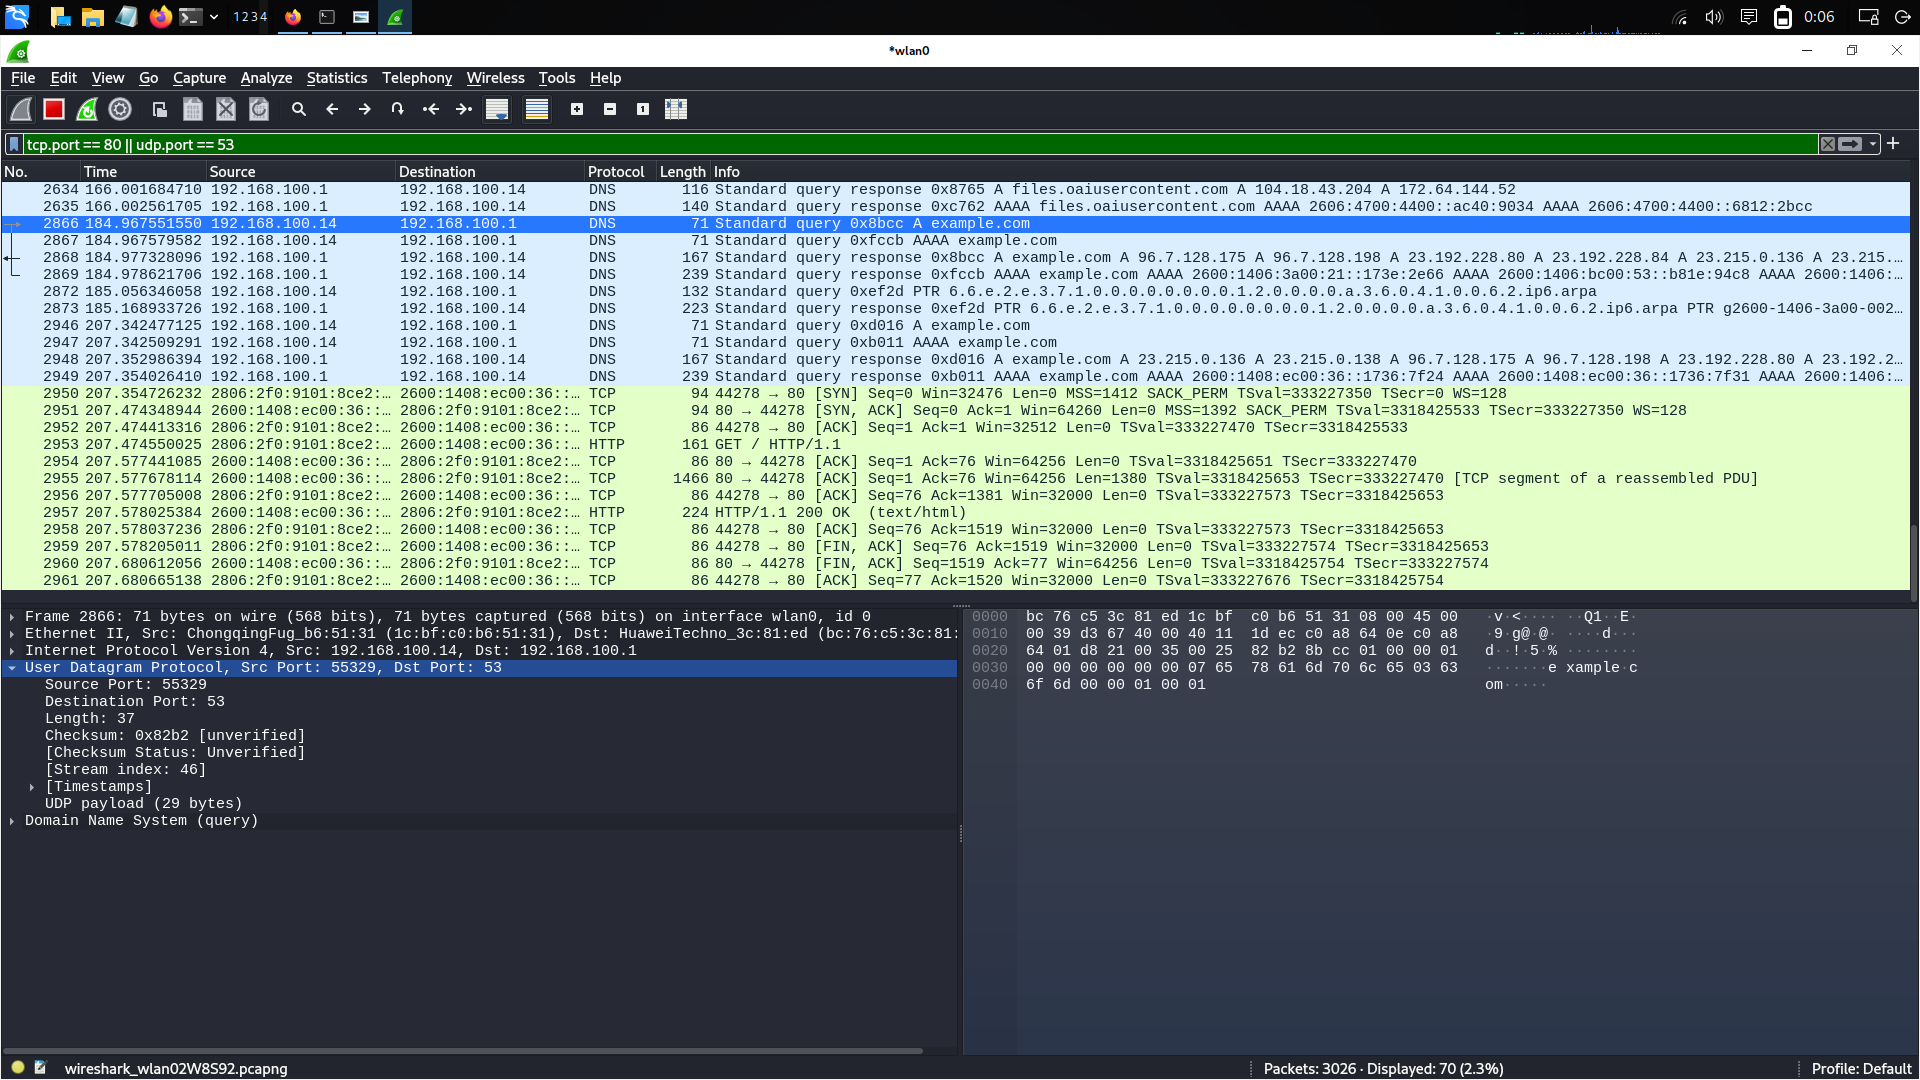 1 2 3 4
0:06
*wlan0
File Edit View Go Capture Analyze Statistics Telephony Wireless Tools Help
tcp.port == 80 || udp.port == 53
No. Time Source Destination Protocol Length Info
2634 166.001684710 192.168.100.1 192.168.100.14 DNS 116 Standard query response 0x8765 A files.oaiusercontent.com A 104.18.43.204 A 172.64.144.52
2635 166.002561705 192.168.100.1 192.168.100.14 DNS 140 Standard query response 0xc762 AAAA files.oaiusercontent.com AAAA 2606:4700:4400::ac40:9034 AAAA 2606:4700:4400::6812:2bcc
2866 184.967551550 192.168.100.14 192.168.100.1 DNS 71 Standard query 0x8bcc A example.com
2867 184.967579582 192.168.100.14 192.168.100.1 DNS 71 Standard query 0xfccb AAAA example.com
2868 184.977328096 192.168.100.1 192.168.100.14 DNS 167 Standard query response 0x8bcc A example.com A 96.7.128.175 A 96.7.128.198 A 23.192.228.80 A 23.192.228.84 A 23.215.0.136 A 23.215.…
2869 184.978621706 192.168.100.1 192.168.100.14 DNS 239 Standard query response 0xfccb AAAA example.com AAAA 2600:1406:3a00:21::173e:2e66 AAAA 2600:1406:bc00:53::b81e:94c8 AAAA 2600:1406:…
2872 185.056346058 192.168.100.14 192.168.100.1 DNS 132 Standard query 0xef2d PTR 6.6.e.2.e.3.7.1.0.0.0.0.0.0.0.0.1.2.0.0.0.0.a.3.6.0.4.1.0.0.6.2.ip6.arpa
2873 185.168933726 192.168.100.1 192.168.100.14 DNS 223 Standard query response 0xef2d PTR 6.6.e.2.e.3.7.1.0.0.0.0.0.0.0.0.1.2.0.0.0.0.a.3.6.0.4.1.0.0.6.2.ip6.arpa PTR g2600-1406-3a00-002…
2946 207.342477125 192.168.100.14 192.168.100.1 DNS 71 Standard query 0xd016 A example.com
2947 207.342509291 192.168.100.14 192.168.100.1 DNS 71 Standard query 0xb011 AAAA example.com
2948 207.352986394 192.168.100.1 192.168.100.14 DNS 167 Standard query response 0xd016 A example.com A 23.215.0.136 A 23.215.0.138 A 96.7.128.175 A 96.7.128.198 A 23.192.228.80 A 23.192.2…
2949 207.354026410 192.168.100.1 192.168.100.14 DNS 239 Standard query response 0xb011 AAAA example.com AAAA 2600:1408:ec00:36::1736:7f24 AAAA 2600:1408:ec00:36::1736:7f31 AAAA 2600:1406:…
2950 207.354726232 2806:2f0:9101:8ce2:… 2600:1408:ec00:36::… TCP 94 44278 → 80 [SYN] Seq=0 Win=32476 Len=0 MSS=1412 SACK_PERM TSval=333227350 TSecr=0 WS=128
2951 207.474348944 2600:1408:ec00:36::… 2806:2f0:9101:8ce2:… TCP 94 80 → 44278 [SYN, ACK] Seq=0 Ack=1 Win=64260 Len=0 MSS=1392 SACK_PERM TSval=3318425533 TSecr=333227350 WS=128
2952 207.474413316 2806:2f0:9101:8ce2:… 2600:1408:ec00:36::… TCP 86 44278 → 80 [ACK] Seq=1 Ack=1 Win=32512 Len=0 TSval=333227470 TSecr=3318425533
2953 207.474550025 2806:2f0:9101:8ce2:… 2600:1408:ec00:36::… HTTP 161 GET / HTTP/1.1
2954 207.577441085 2600:1408:ec00:36::… 2806:2f0:9101:8ce2:… TCP 86 80 → 44278 [ACK] Seq=1 Ack=76 Win=64256 Len=0 TSval=3318425651 TSecr=333227470
2955 207.577678114 2600:1408:ec00:36::… 2806:2f0:9101:8ce2:… TCP 1466 80 → 44278 [ACK] Seq=1 Ack=76 Win=64256 Len=1380 TSval=3318425653 TSecr=333227470 [TCP segment of a reassembled PDU]
2956 207.577705008 2806:2f0:9101:8ce2:… 2600:1408:ec00:36::… TCP 86 44278 → 80 [ACK] Seq=76 Ack=1381 Win=32000 Len=0 TSval=333227573 TSecr=3318425653
2957 207.578025384 2600:1408:ec00:36::… 2806:2f0:9101:8ce2:… HTTP 224 HTTP/1.1 200 OK (text/html)
2958 207.578037236 2806:2f0:9101:8ce2:… 2600:1408:ec00:36::… TCP 86 44278 → 80 [ACK] Seq=76 Ack=1519 Win=32000 Len=0 TSval=333227573 TSecr=3318425653
2959 207.578205011 2806:2f0:9101:8ce2:… 2600:1408:ec00:36::… TCP 86 44278 → 80 [FIN, ACK] Seq=76 Ack=1519 Win=32000 Len=0 TSval=333227574 TSecr=3318425653
2960 207.680612056 2600:1408:ec00:36::… 2806:2f0:9101:8ce2:… TCP 86 80 → 44278 [FIN, ACK] Seq=1519 Ack=77 Win=64256 Len=0 TSval=3318425754 TSecr=333227574
2961 207.680665138 2806:2f0:9101:8ce2:… 2600:1408:ec00:36::… TCP 86 44278 → 80 [ACK] Seq=77 Ack=1520 Win=32000 Len=0 TSval=333227676 TSecr=3318425754
Frame 2866: 71 bytes on wire (568 bits), 71 bytes captured (568 bits) on interface wlan0, id 0
Ethernet II, Src: ChongqingFug_b6:51:31 (1c:bf:c0:b6:51:31), Dst: HuaweiTechno_3c:81:ed (bc:76:c5:3c:81:
Internet Protocol Version 4, Src: 192.168.100.14, Dst: 192.168.100.1
User Datagram Protocol, Src Port: 55329, Dst Port: 53
Source Port: 55329
Destination Port: 53
Length: 37
Checksum: 0x82b2 [unverified]
[Checksum Status: Unverified]
[Stream index: 46]
[Timestamps]
UDP payload (29 bytes)
Domain Name System (query)
0000 bc 76 c5 3c 81 ed 1c bf c0 b6 51 31 08 00 45 00 ·v·<···· ··Q1··E·
0010 00 39 d3 67 40 00 40 11 1d ec c0 a8 64 0e c0 a8 ·9·g@·@· ····d···
0020 64 01 d8 21 00 35 00 25 82 b2 8b cc 01 00 00 01 d··!·5·% ········
0030 00 00 00 00 00 00 07 65 78 61 6d 70 6c 65 03 63 ·······e xample·c
0040 6f 6d 00 00 01 00 01 om·····
wireshark_wlan02W8S92.pcapng
Packets: 3026 · Displayed: 70 (2.3%)
Profile: Default